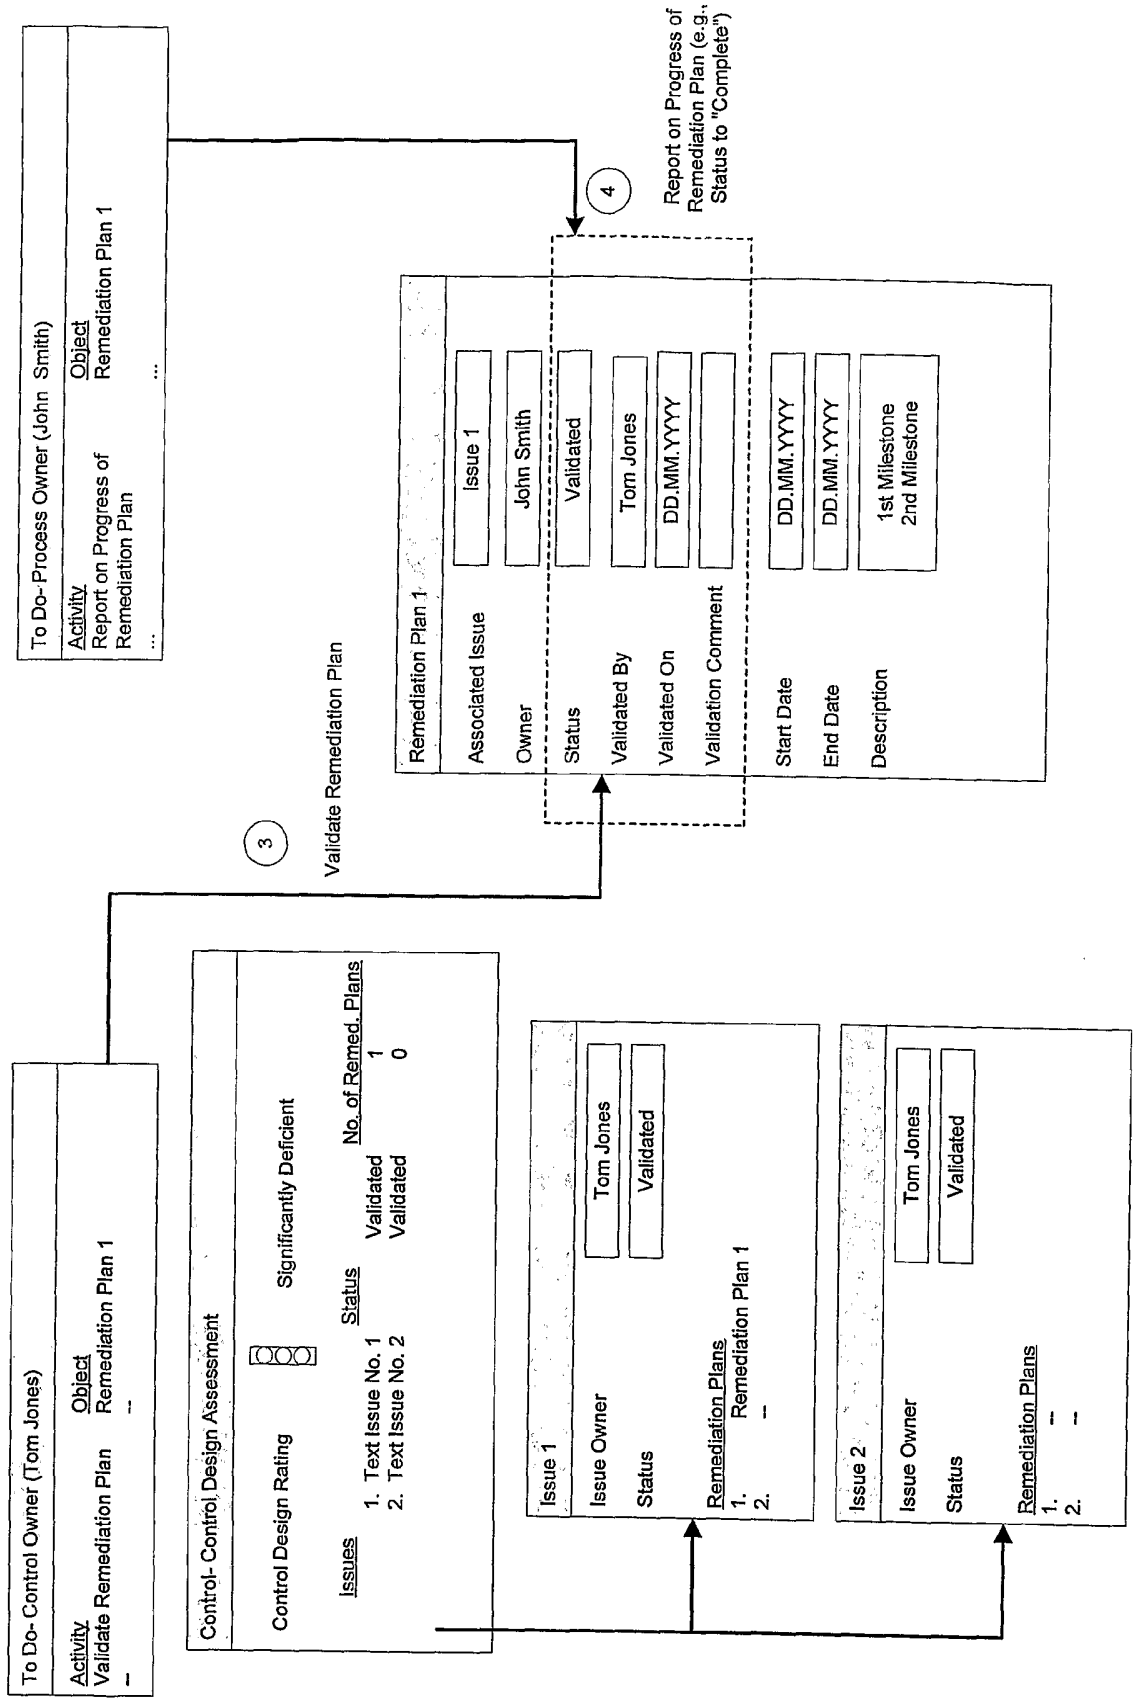 To Do- Control Owner (Tom Jones)
Activity Object
Validate Remediation Plan Remediation Plan 1
-- --
To Do- Process Owner (John Smith)
Activity Object
Report on Progress of Remediation Plan 1
Remediation Plan
... ...
3
Validate Remediation Plan
Control- Control Design Assessment
Control Design Rating Significantly Deficient
Issues Status No. of Remed. Plans
1. Text Issue No. 1 Validated 1
2. Text Issue No. 2 Validated 0
Issue 1
Issue Owner Tom Jones
Status Validated
Remediation Plans
1. Remediation Plan 1
2. --
Issue 2
Issue Owner Tom Jones
Status Validated
Remediation Plans
1. --
2. --
Remediation Plan 1
Associated Issue Issue 1
Owner John Smith
Status Validated
Validated By Tom Jones
Validated On DD.MM.YYYY
Validation Comment
Start Date DD.MM.YYYY
End Date DD.MM.YYYY
Description 1st Milestone
2nd Milestone
4
Report on Progress of
Remediation Plan (e.g.,
Status to "Complete")